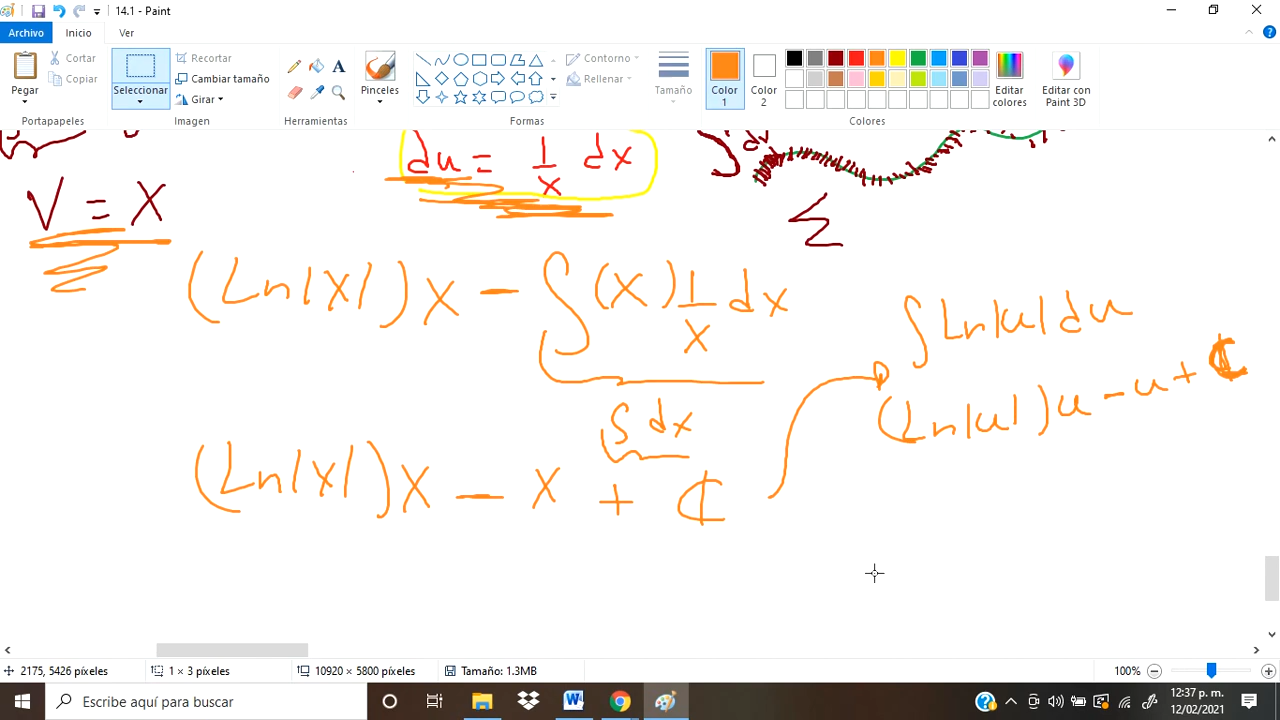 14.1 - Paint
Archivo Inicio Ver
Pegar
Cortar
Copiar
Portapapeles
Seleccionar
Recortar
Cambiar tamaño
Girar
Imagen
A
Herramientas
Pinceles
Contorno
Rellenar
Formas
Tamaño
Color 1
Color 2
Editar colores
Editar con Paint 3D
Colores
du = 1/x dx
V = X
Σ
(Ln|X|)X - ∫(X) 1/x dx
∫Ln|u|du
∫dx
(Ln|u|)u - u + ₵
(Ln|X|)X - X + ₵
2175, 5426 píxeles
1 × 3 píxeles
10920 × 5800 píxeles
Tamaño: 1.3MB
100%
Escribe aquí para buscar
12:37 p. m.
12/02/2021